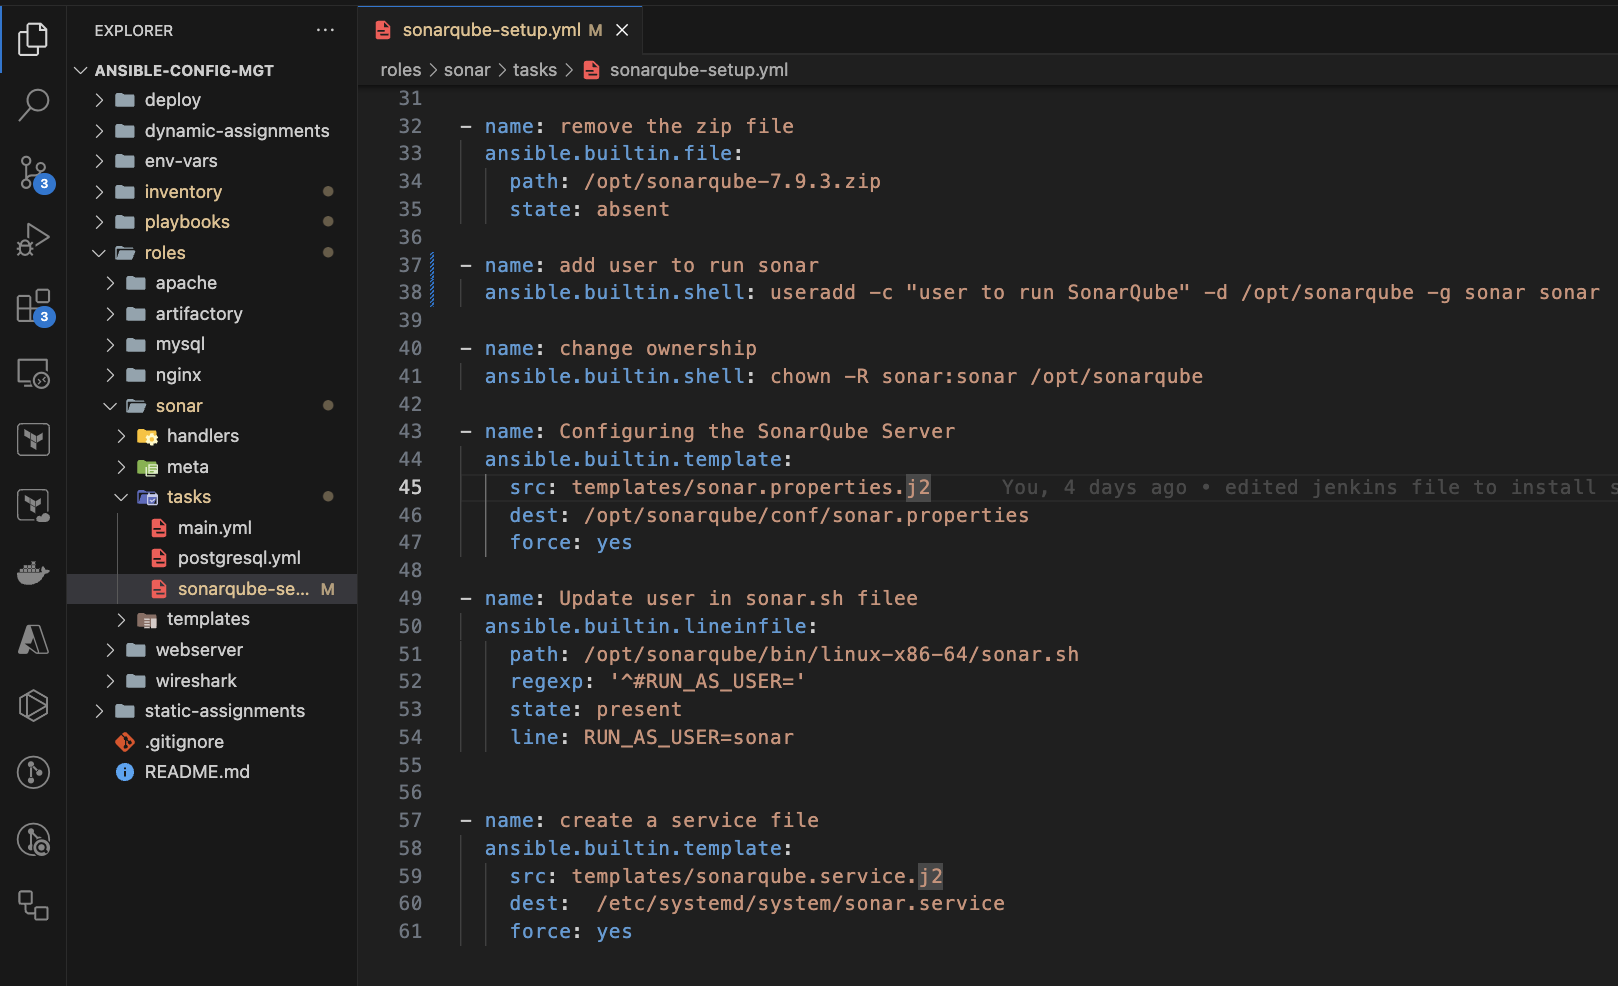 EXPLORER
ANSIBLE-CONFIG-MGT
deploy
dynamic-assignments
env-vars
inventory
playbooks
roles
apache
artifactory
mysql
nginx
sonar
handlers
meta
tasks
main.yml
postgresql.yml
sonarqube-se... M
templates
webserver
wireshark
static-assignments
.gitignore
README.md
3
3
sonarqube-setup.yml M
roles > sonar > tasks > sonarqube-setup.yml
31
32 - name: remove the zip file
33 ansible.builtin.file:
34 path: /opt/sonarqube-7.9.3.zip
35 state: absent
36
37 - name: add user to run sonar
38 ansible.builtin.shell: useradd -c "user to run SonarQube" -d /opt/sonarqube -g sonar sonar
39
40 - name: change ownership
41 ansible.builtin.shell: chown -R sonar:sonar /opt/sonarqube
42
43 - name: Configuring the SonarQube Server
44 ansible.builtin.template:
45 src: templates/sonar.properties.j2 You, 4 days ago • edited jenkins file to install s
46 dest: /opt/sonarqube/conf/sonar.properties
47 force: yes
48
49 - name: Update user in sonar.sh filee
50 ansible.builtin.lineinfile:
51 path: /opt/sonarqube/bin/linux-x86-64/sonar.sh
52 regexp: '^#RUN_AS_USER='
53 state: present
54 line: RUN_AS_USER=sonar
55
56
57 - name: create a service file
58 ansible.builtin.template:
59 src: templates/sonarqube.service.j2
60 dest:  /etc/systemd/system/sonar.service
61 force: yes